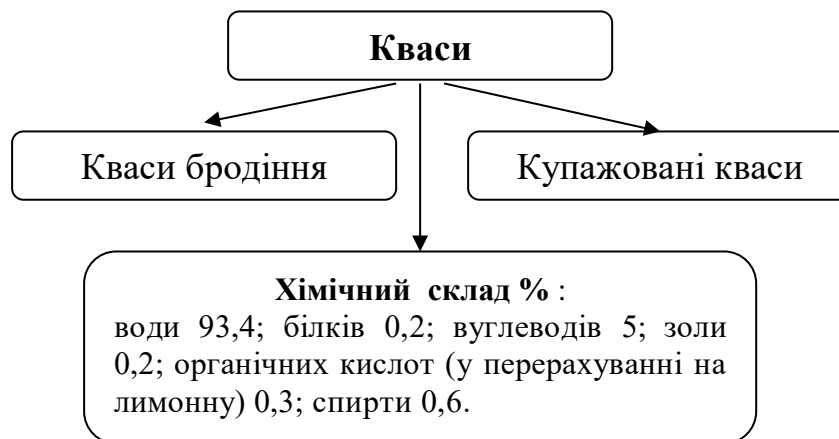 Кваси
Кваси бродіння
Купажовані кваси
Хімічний склад % :
води 93,4; білків 0,2; вуглеводів 5; золи
0,2; органічних кислот (у перерахуванні на
лимонну) 0,3; спирти 0,6.